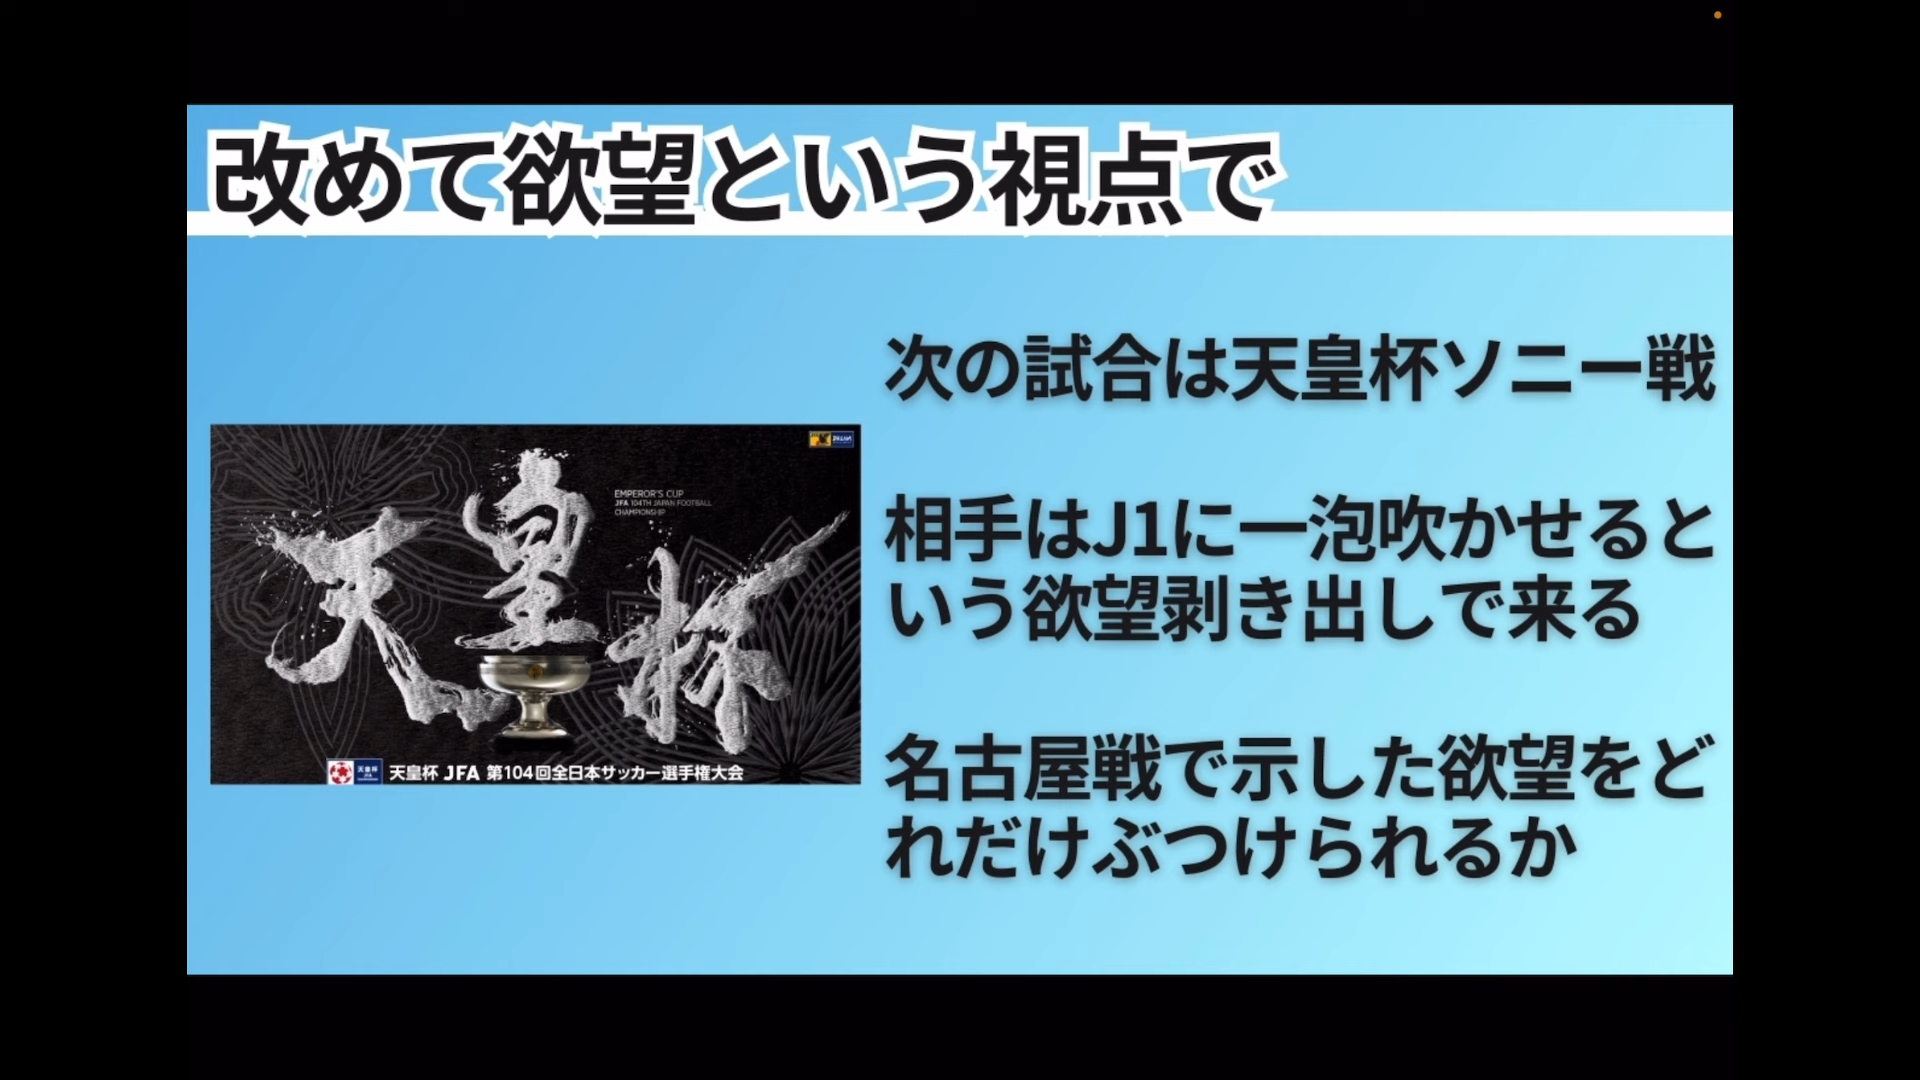 改めて欲望という視点で
次の試合は天皇杯ソニー戦
相手はJ1に一泡吹かせると
いう欲望剥き出しで来る
名古屋戦で示した欲望をど
れだけぶつけられるか
天皇杯
EMPEROR'S CUP
JFA 104TH JAPAN FOOTBALL
CHAMPIONSHIP
天皇杯 JFA 第104回全日本サッカー選手権大会